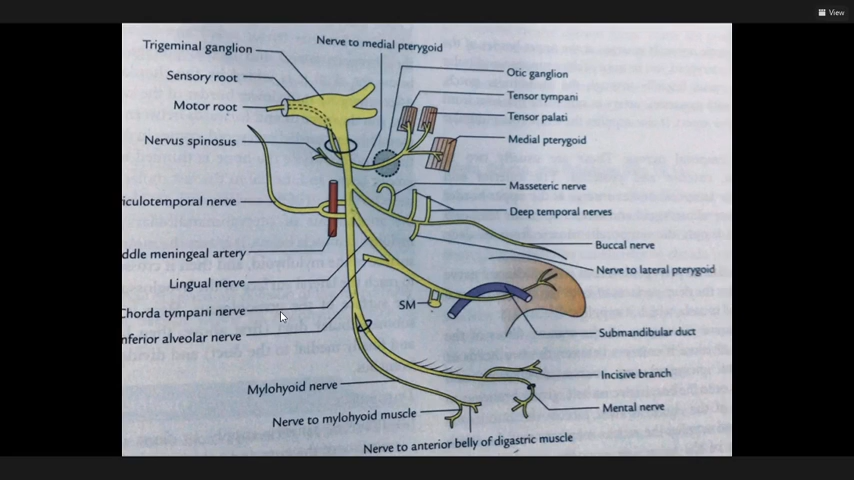 View
Trigeminal ganglion
Nerve to medial pterygoid
Sensory root
Otic ganglion
Motor root
Tensor tympani
Tensor palati
Nervus spinosus
Medial pterygoid
Masseteric nerve
iculotemporal nerve
Deep temporal nerves
Buccal nerve
ddle meningeal artery
Nerve to lateral pterygoid
Lingual nerve
SM
Chorda tympani nerve
Submandibular duct
nferior alveolar nerve
Incisive branch
Mylohyoid nerve
Mental nerve
Nerve to mylohyoid muscle
Nerve to anterior belly of digastric muscle